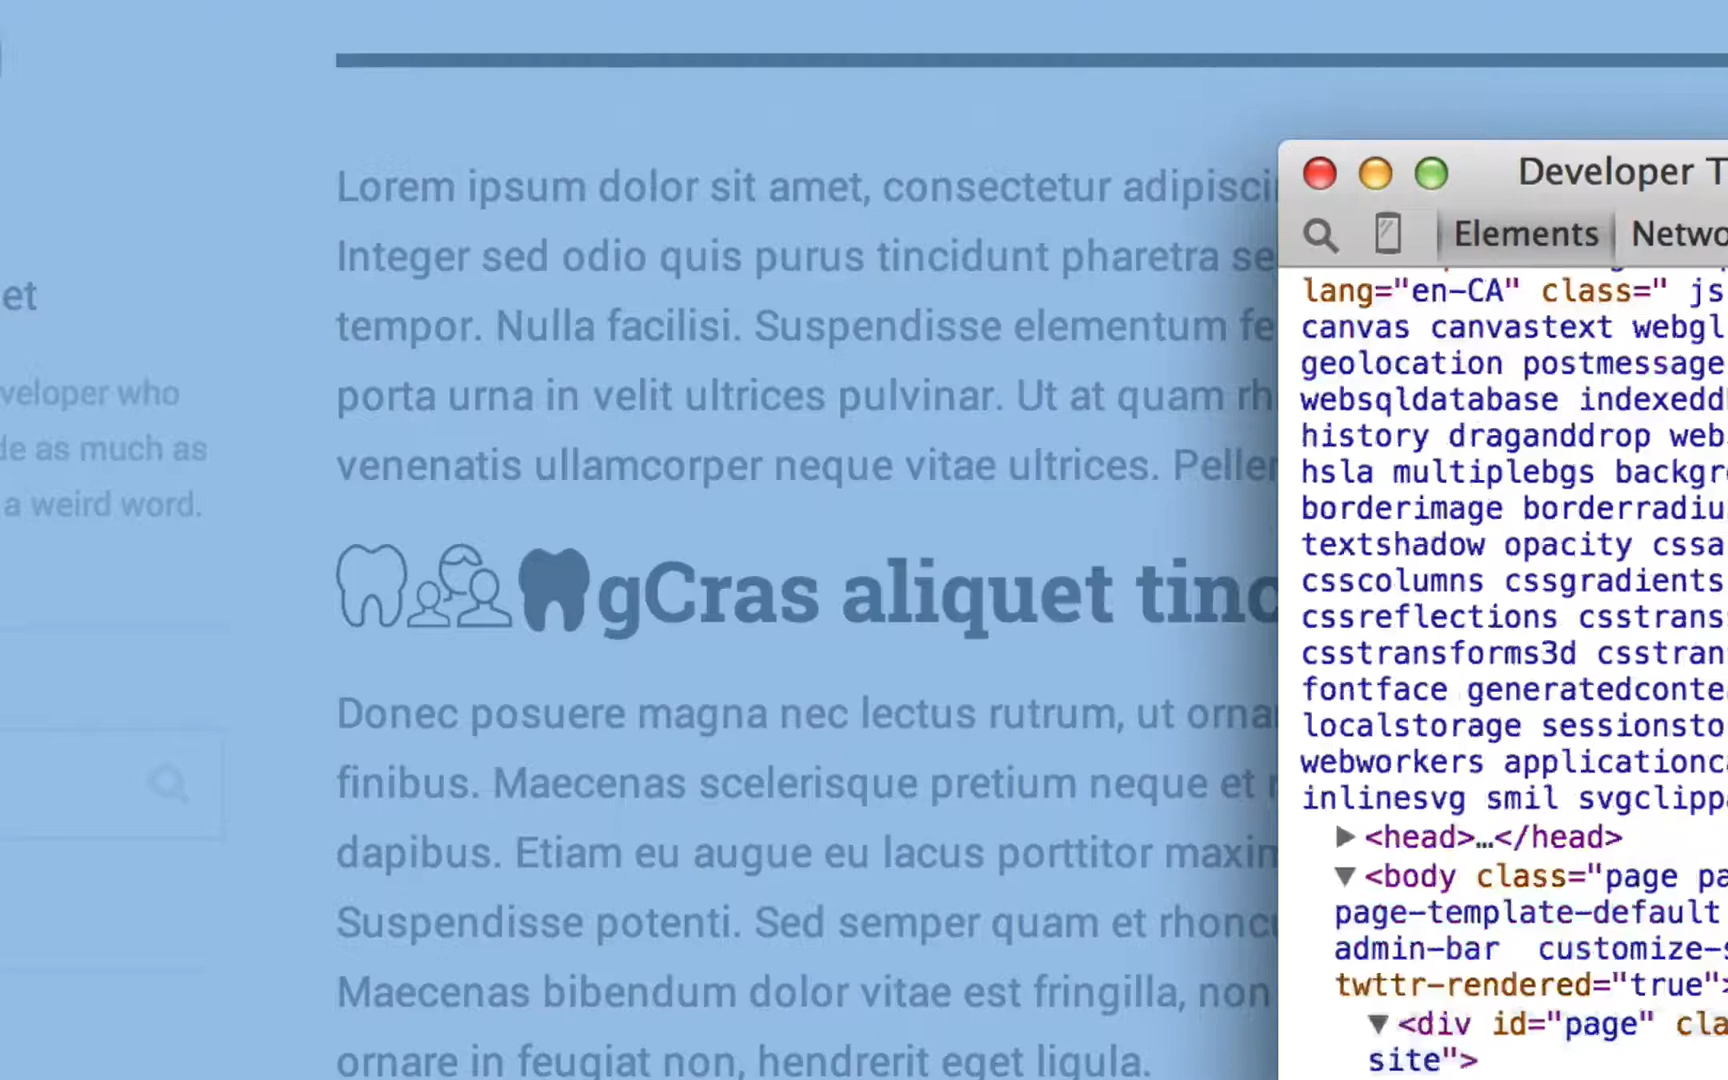 et
veloper who
de as much as
a weird word.
Lorem ipsum dolor sit amet, consectetur
Integer sed odio quis purus tincidunt pharetra se
tempor. Nulla facilisi. Suspendisse elementum fe
porta urna in velit ultrices pulvinar. Ut at quam rh
venenatis ullamcorper neque vitae ultrices.
gCras aliquet tinc
Donec posuere magna nec lectus rutrum, ut
finibus. Maecenas scelerisque pretium neque et
dapibus. Etiam eu augue eu lacus porttitor
Suspendisse potenti. Sed semper quam et
Maecenas bibendum dolor vitae est fringilla, non
ornare in feugiat non, hendrerit eget ligula.
Developer T
Elements Netwo
lang="en-CA" class=" js
canvas canvastext webgl
geolocation postmessage
websqldatabase
history draganddrop web
hsla multiplebgs backgr
borderimage borderradiu
textshadow opacity cssa
csscolumns cssgradients
cssreflections csstrans
csstransforms3d csstran
fontface generatedconte
localstorage sessionsto
webworkers applicationc
inlinesvg smil svgclipp
▶<head>…</head>
▼<body class="page pa
page-template-default
admin-bar customize-s
twttr-rendered="true">
▼<div id="page" cla
site">